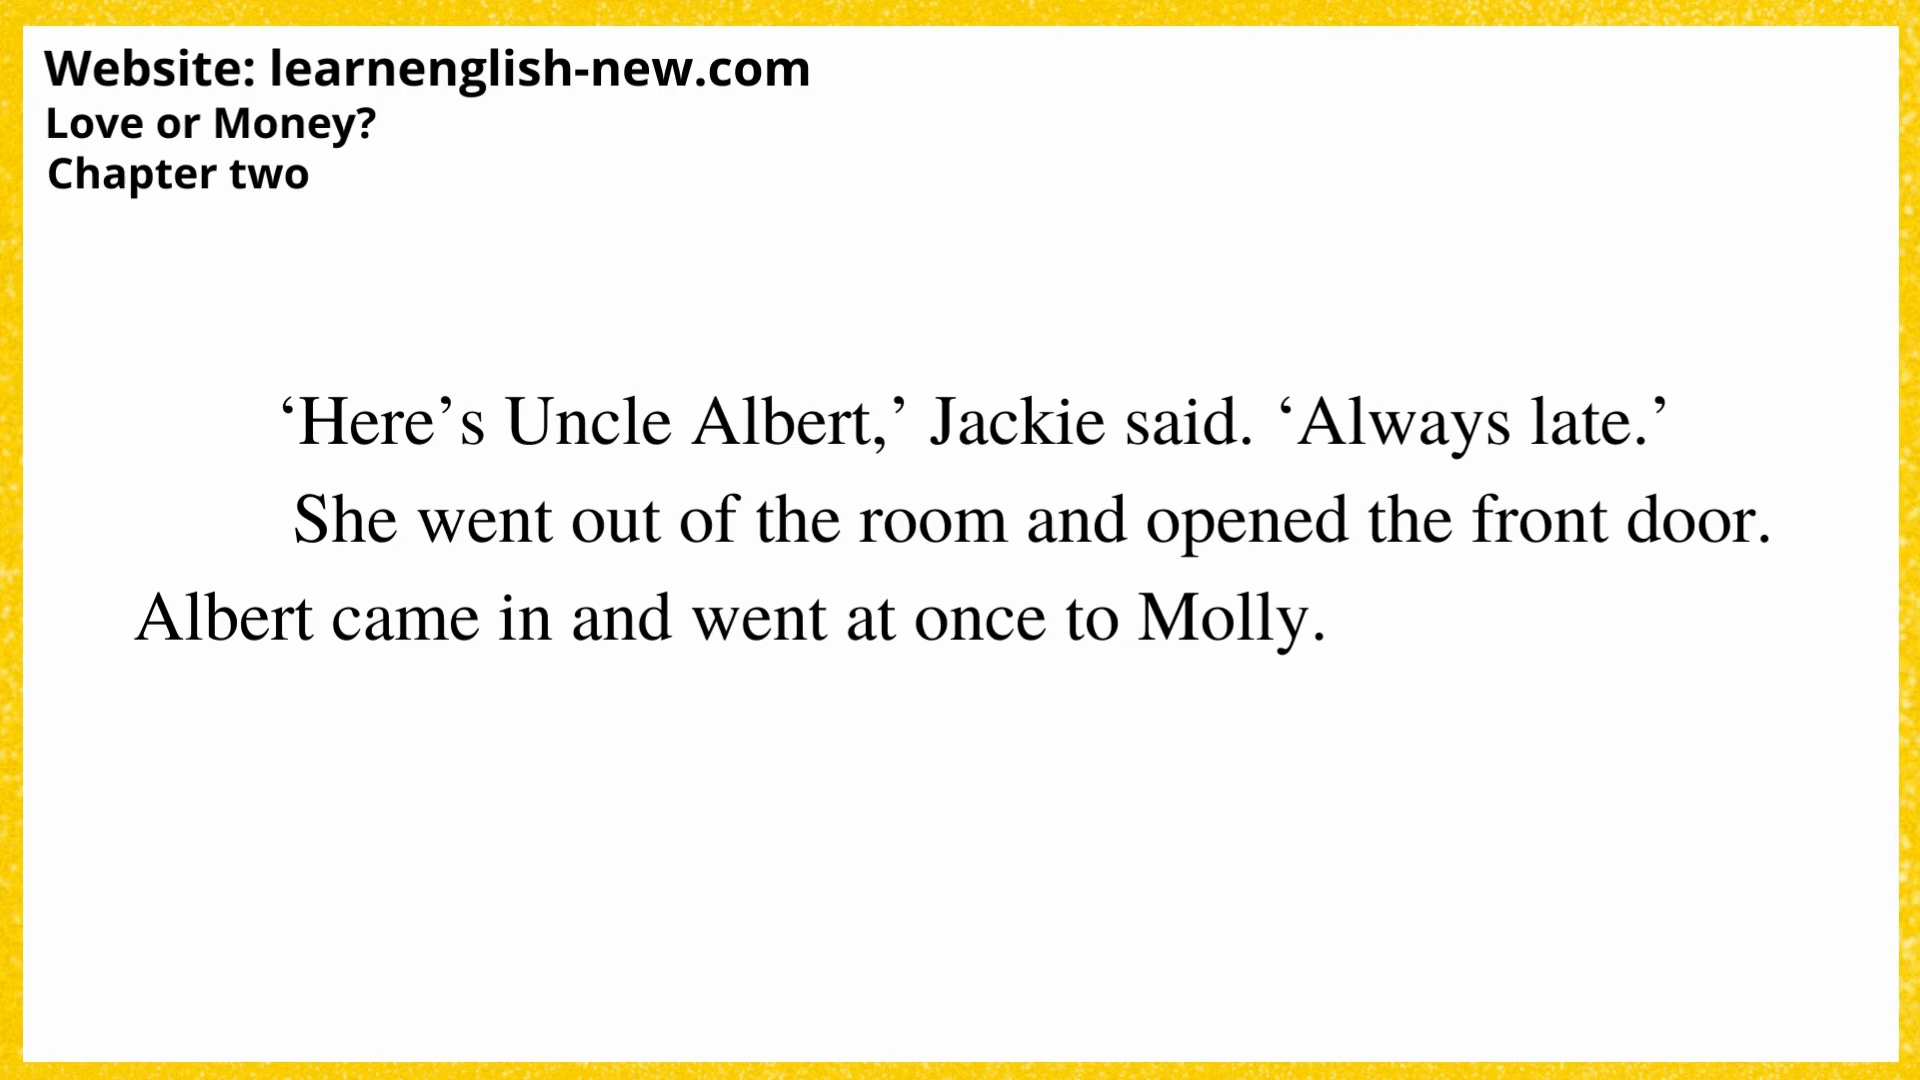 Website: learnenglish-new.com
Love or Money?
Chapter two
‘Here’s Uncle Albert,’ Jackie said. ‘Always late.’
She went out of the room and opened the front door.
Albert came in and went at once to Molly.